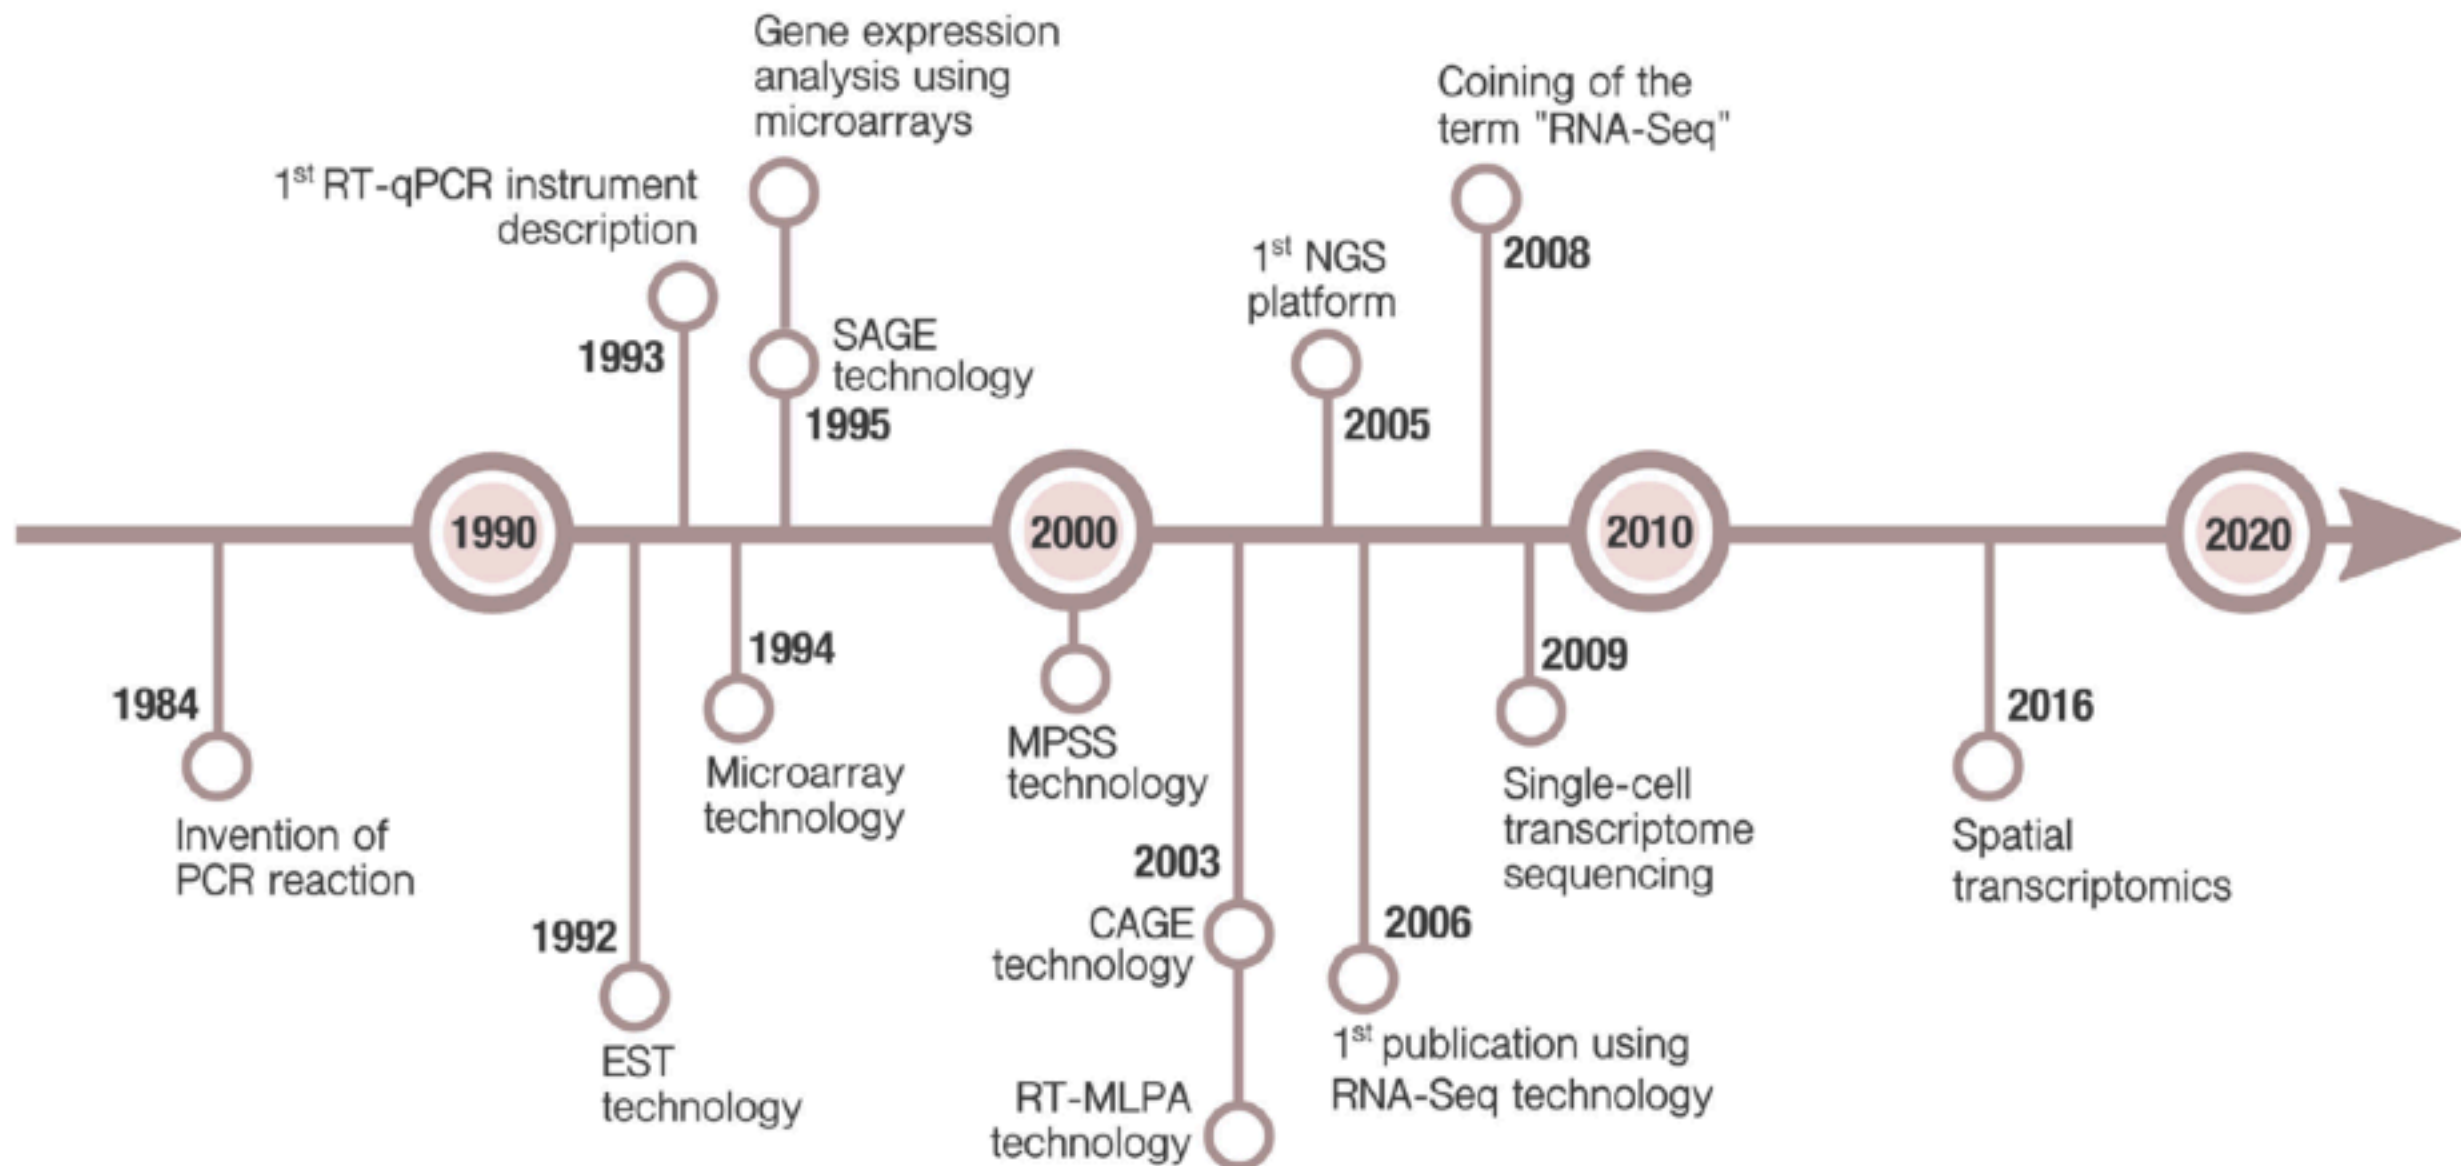 Gene expression
analysis using
microarrays
1st RT-qPCR instrument
description
1993
SAGE
technology
1995
1st NGS
platform
2005
Coining of the
term "RNA-Seq"
2008
1990
2000
2010
2020
1984
Invention of
PCR reaction
1992
EST
technology
1994
Microarray
technology
MPSS
technology
2003
CAGE
technology
RT-MLPA
technology
2006
1st publication using
RNA-Seq technology
2009
Single-cell
transcriptome
sequencing
2016
Spatial
transcriptomics